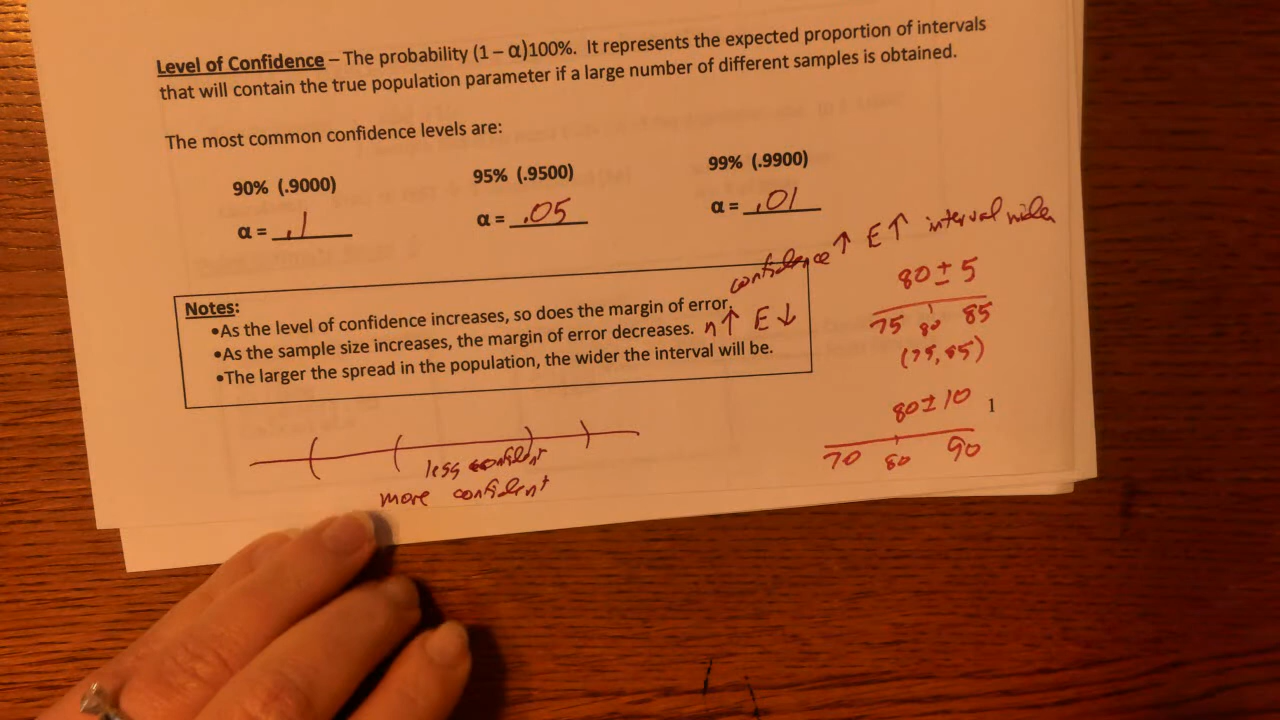 Level of Confidence – The probability (1 – α)100%. It represents the expected proportion of intervals
that will contain the true population parameter if a large number of different samples is obtained.
The most common confidence levels are:
90% (.9000) 95% (.9500) 99% (.9900)
α = .1 α = .05 α = .01
confidence ↑ E ↑ interval wider
Notes:
•As the level of confidence increases, so does the margin of error.
•As the sample size increases, the margin of error decreases. n ↑ E ↓
•The larger the spread in the population, the wider the interval will be.
80 ± 5
75 80 85
(75, 85)
80 ± 10
70 80 90
1
less confident
more confident